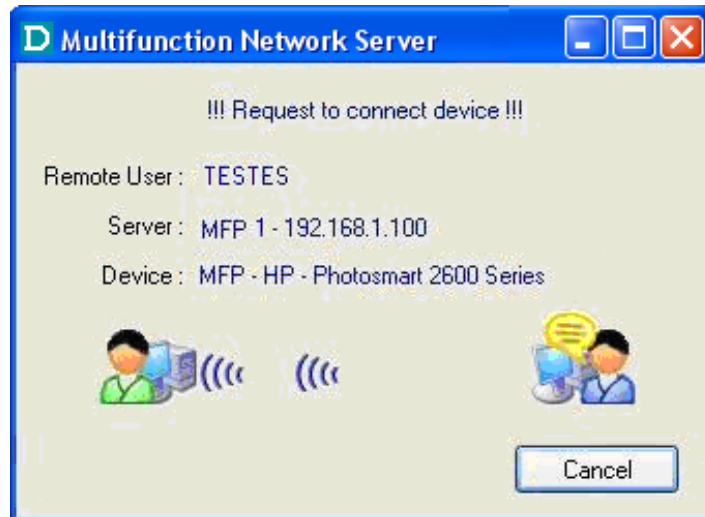 D Multifunction Network Server
!!! Request to connect device !!!
Remote User : TESTES
Server : MFP 1 - 192.168.1.100
Device : MFP - HP - Photosmart 2600 Series
Cancel